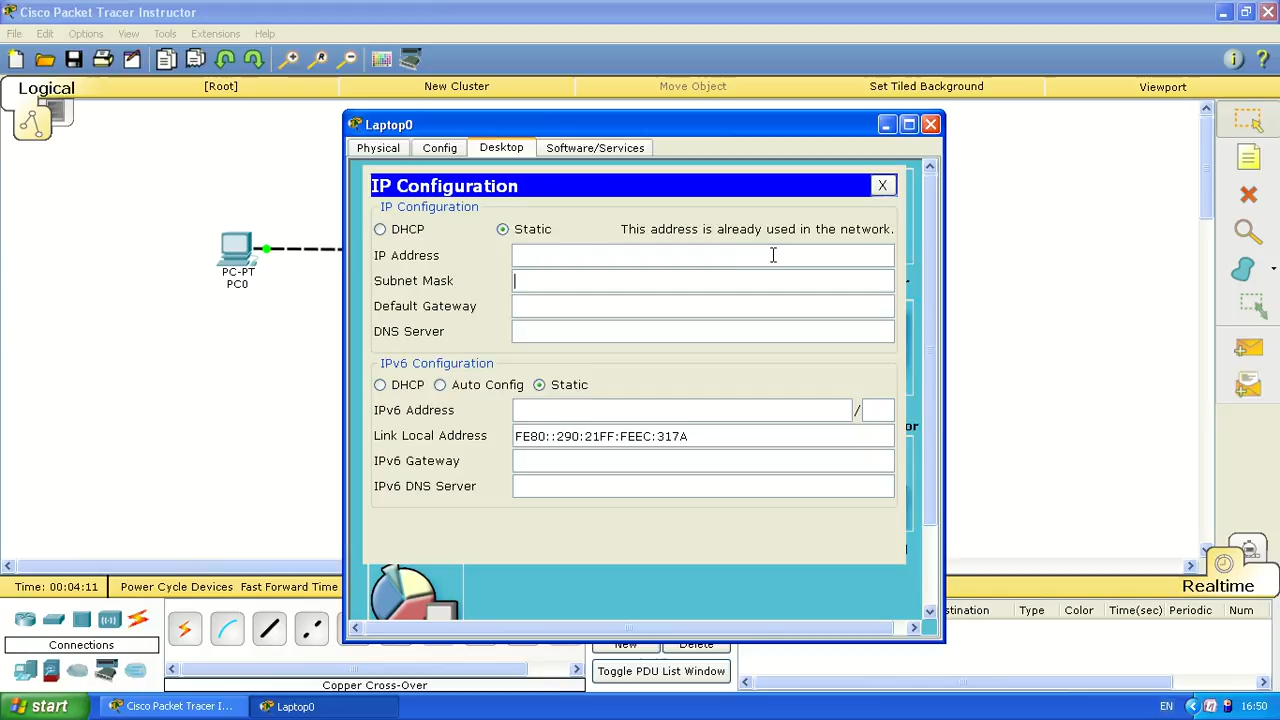 Cisco Packet Tracer Instructor
File Edit Options View Tools Extensions Help
Logical [Root] New Cluster Move Object Set Tiled Background Viewport
Laptop0
Physical Config Desktop Software/Services
IP Configuration X
IP Configuration
DHCP Static This address is already used in the network.
IP Address
Subnet Mask
Default Gateway
DNS Server
IPv6 Configuration
DHCP Auto Config Static
IPv6 Address /
Link Local Address FE80::290:21FF:FEEC:317A
IPv6 Gateway
IPv6 DNS Server
PC-PT
PC0
Time: 00:04:11 Power Cycle Devices Fast Forward Time
Realtime
Connections
Copper Cross-Over
New Delete
Toggle PDU List Window
Type Color Time(sec) Periodic Num
start Cisco Packet Tracer I... Laptop0 EN 16:50